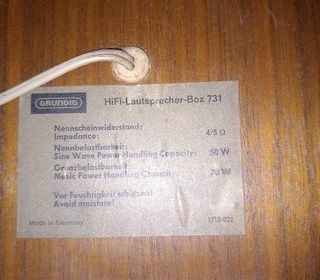 GRUNDIG HiFi-Lautsprecher-Box 731
Nennscheinwiderstand:
Impedance: 4/5 Ω
Nennbelastbarkeit:
Sine Wave Power Handling Capacity: 50 W
Grenzbelastbarkeit:
Music Power Handling Capacity: 70 W
Vor Feuchtigkeit schützen!
Avoid moisture!
Made in Germany